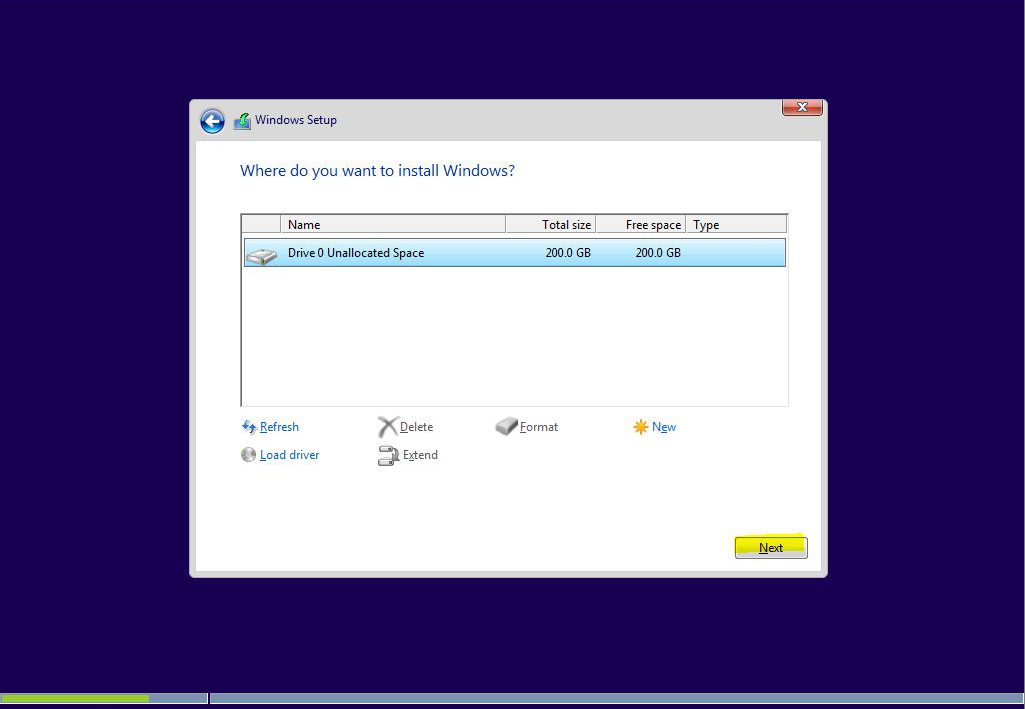 Windows Setup
Where do you want to install Windows?
Name Total size Free space Type
Drive 0 Unallocated Space 200.0 GB 200.0 GB
Refresh Delete Format New
Load driver Extend
Next